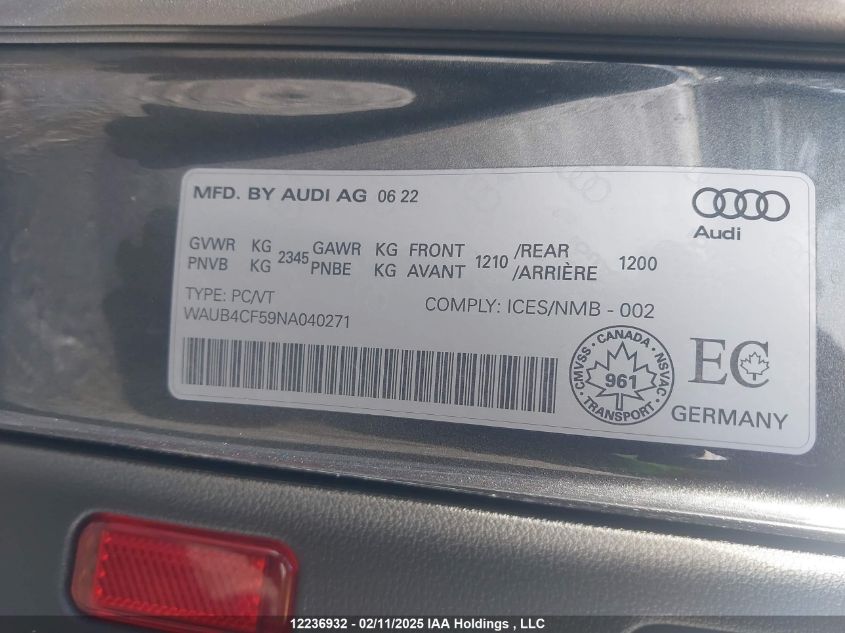 MFD. BY AUDI AG 06 22
Audi
GVWR KG 2345 GAWR KG FRONT 1210 /REAR 1200
PNVB KG PNBE KG AVANT /ARRIÈRE
TYPE: PC/VT
COMPLY: ICES/NMB - 002
WAUB4CF59NA040271
CANADA
CMVSS NSVAC
961
TRANSPORT
EC
GERMANY
12236932 - 02/11/2025 IAA Holdings , LLC